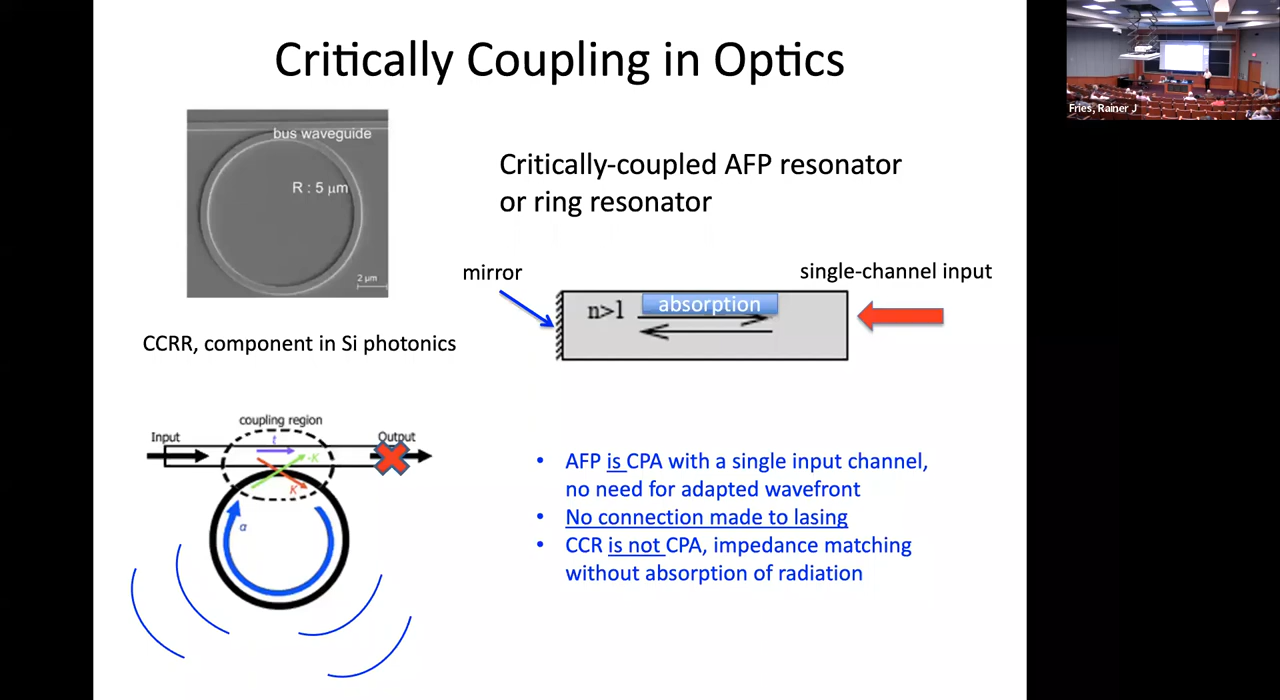 Critically Coupling in Optics
Fries, Rainer J
bus waveguide
R : 5 μm
2 μm
CCRR, component in Si photonics
Critically-coupled AFP resonator
or ring resonator
mirror
single-channel input
n>1
absorption
coupling region
Input
Output
t
-K
K
α
• AFP is CPA with a single input channel,
no need for adapted wavefront
• No connection made to lasing
• CCR is not CPA, impedance matching
without absorption of radiation